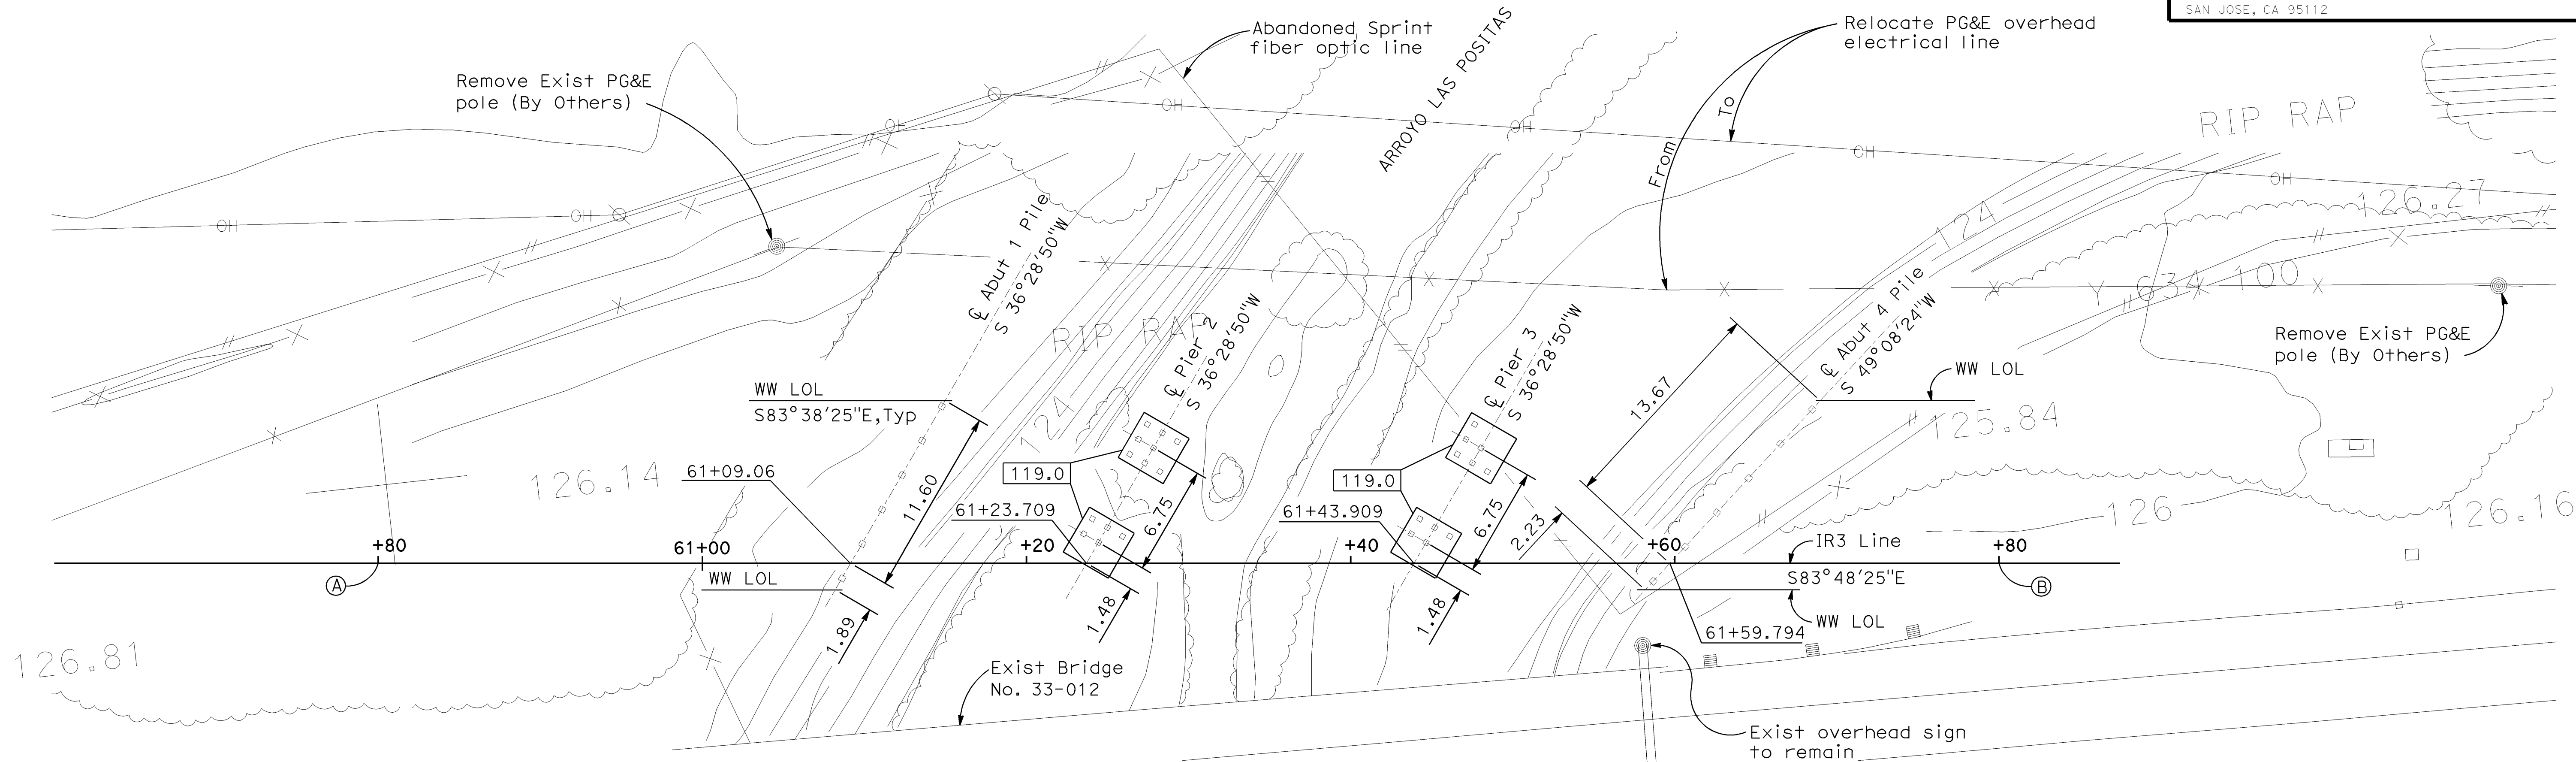 SAN JOSE, CA 95112
Abandoned Sprint
fiber optic line
ARROYO LAS POSITAS
Relocate PG&E overhead
electrical line
Remove Exist PG&E
pole (By Others)
To
From
OH
OH
OH
OH
OH
OH
OH
RIP RAP
126.27
124
Y 634 100
℄ Abut 1 Pile
S 36°28'50"W
RIP RAP
℄ Pier 2
S 36°28'50"W
℄ Pier 3
S 36°28'50"W
℄ Abut 4 Pile
S 49°08'24"W
Remove Exist PG&E
pole (By Others)
WW LOL
S83°38'25"E,Typ
WW LOL
13.67
124
125.84
126.14
61+09.06
11.60
119.0
61+23.709
6.75
119.0
61+43.909
6.75
2.23
126
126.16
+80
61+00
+20
+40
+60
IR3 Line
+80
A
WW LOL
S83°48'25"E
B
1.89
1.48
1.48
WW LOL
61+59.794
126.81
Exist Bridge
No. 33-012
Exist overhead sign
to remain